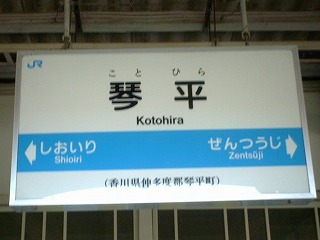 JR
ことひら
琴平
Kotohira
しおいり
Shioiri
ぜんつうじ
Zentsūji
(香川県仲多度郡琴平町)